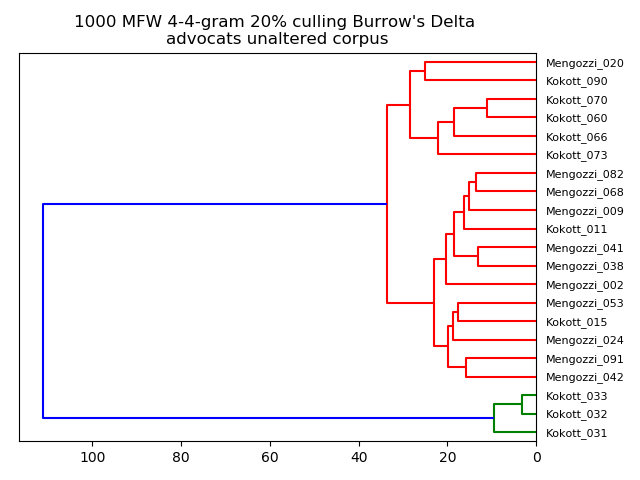 1000 MFW 4-4-gram 20% culling Burrow's Delta
advocats unaltered corpus
Mengozzi_020
Kokott_090
Kokott_070
Kokott_060
Kokott_066
Kokott_073
Mengozzi_082
Mengozzi_068
Mengozzi_009
Kokott_011
Mengozzi_041
Mengozzi_038
Mengozzi_002
Mengozzi_053
Kokott_015
Mengozzi_024
Mengozzi_091
Mengozzi_042
Kokott_033
Kokott_032
Kokott_031
100 80 60 40 20 0